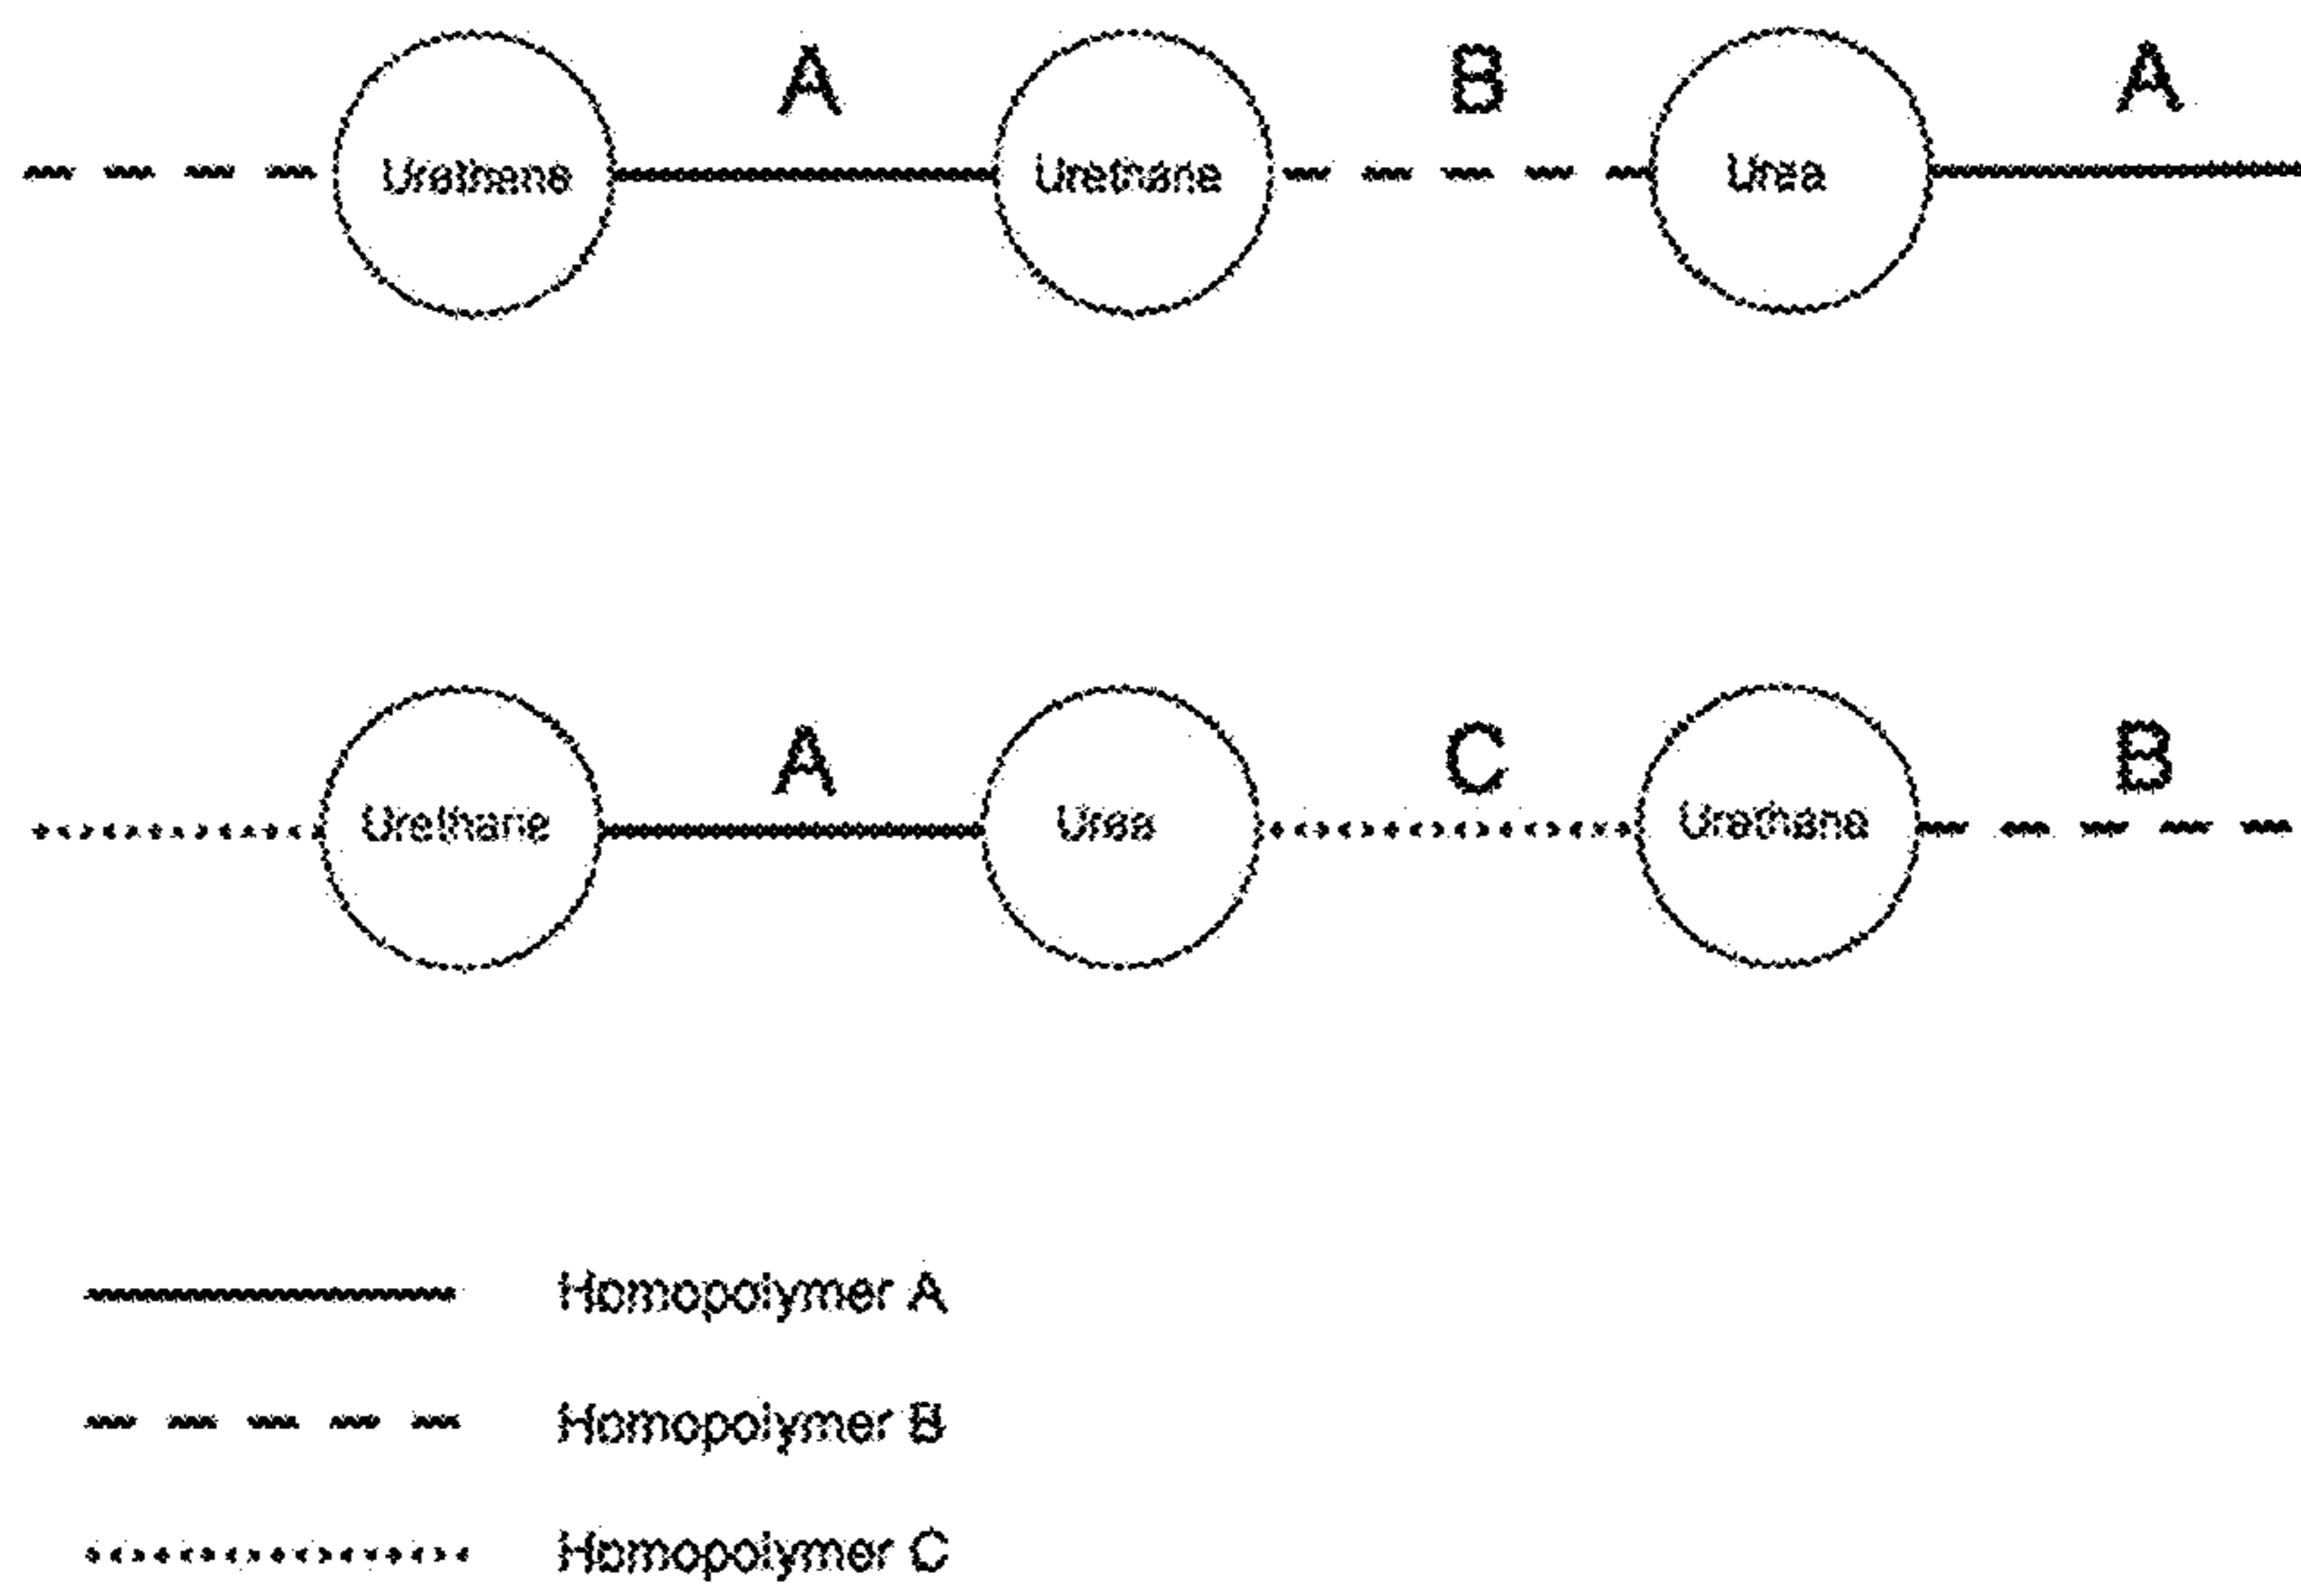 A B A
Urethane Urethane Urea
A C B
Urethane Urea Urethane
Homopolymer A
Homopolymer B
Homopolymer C